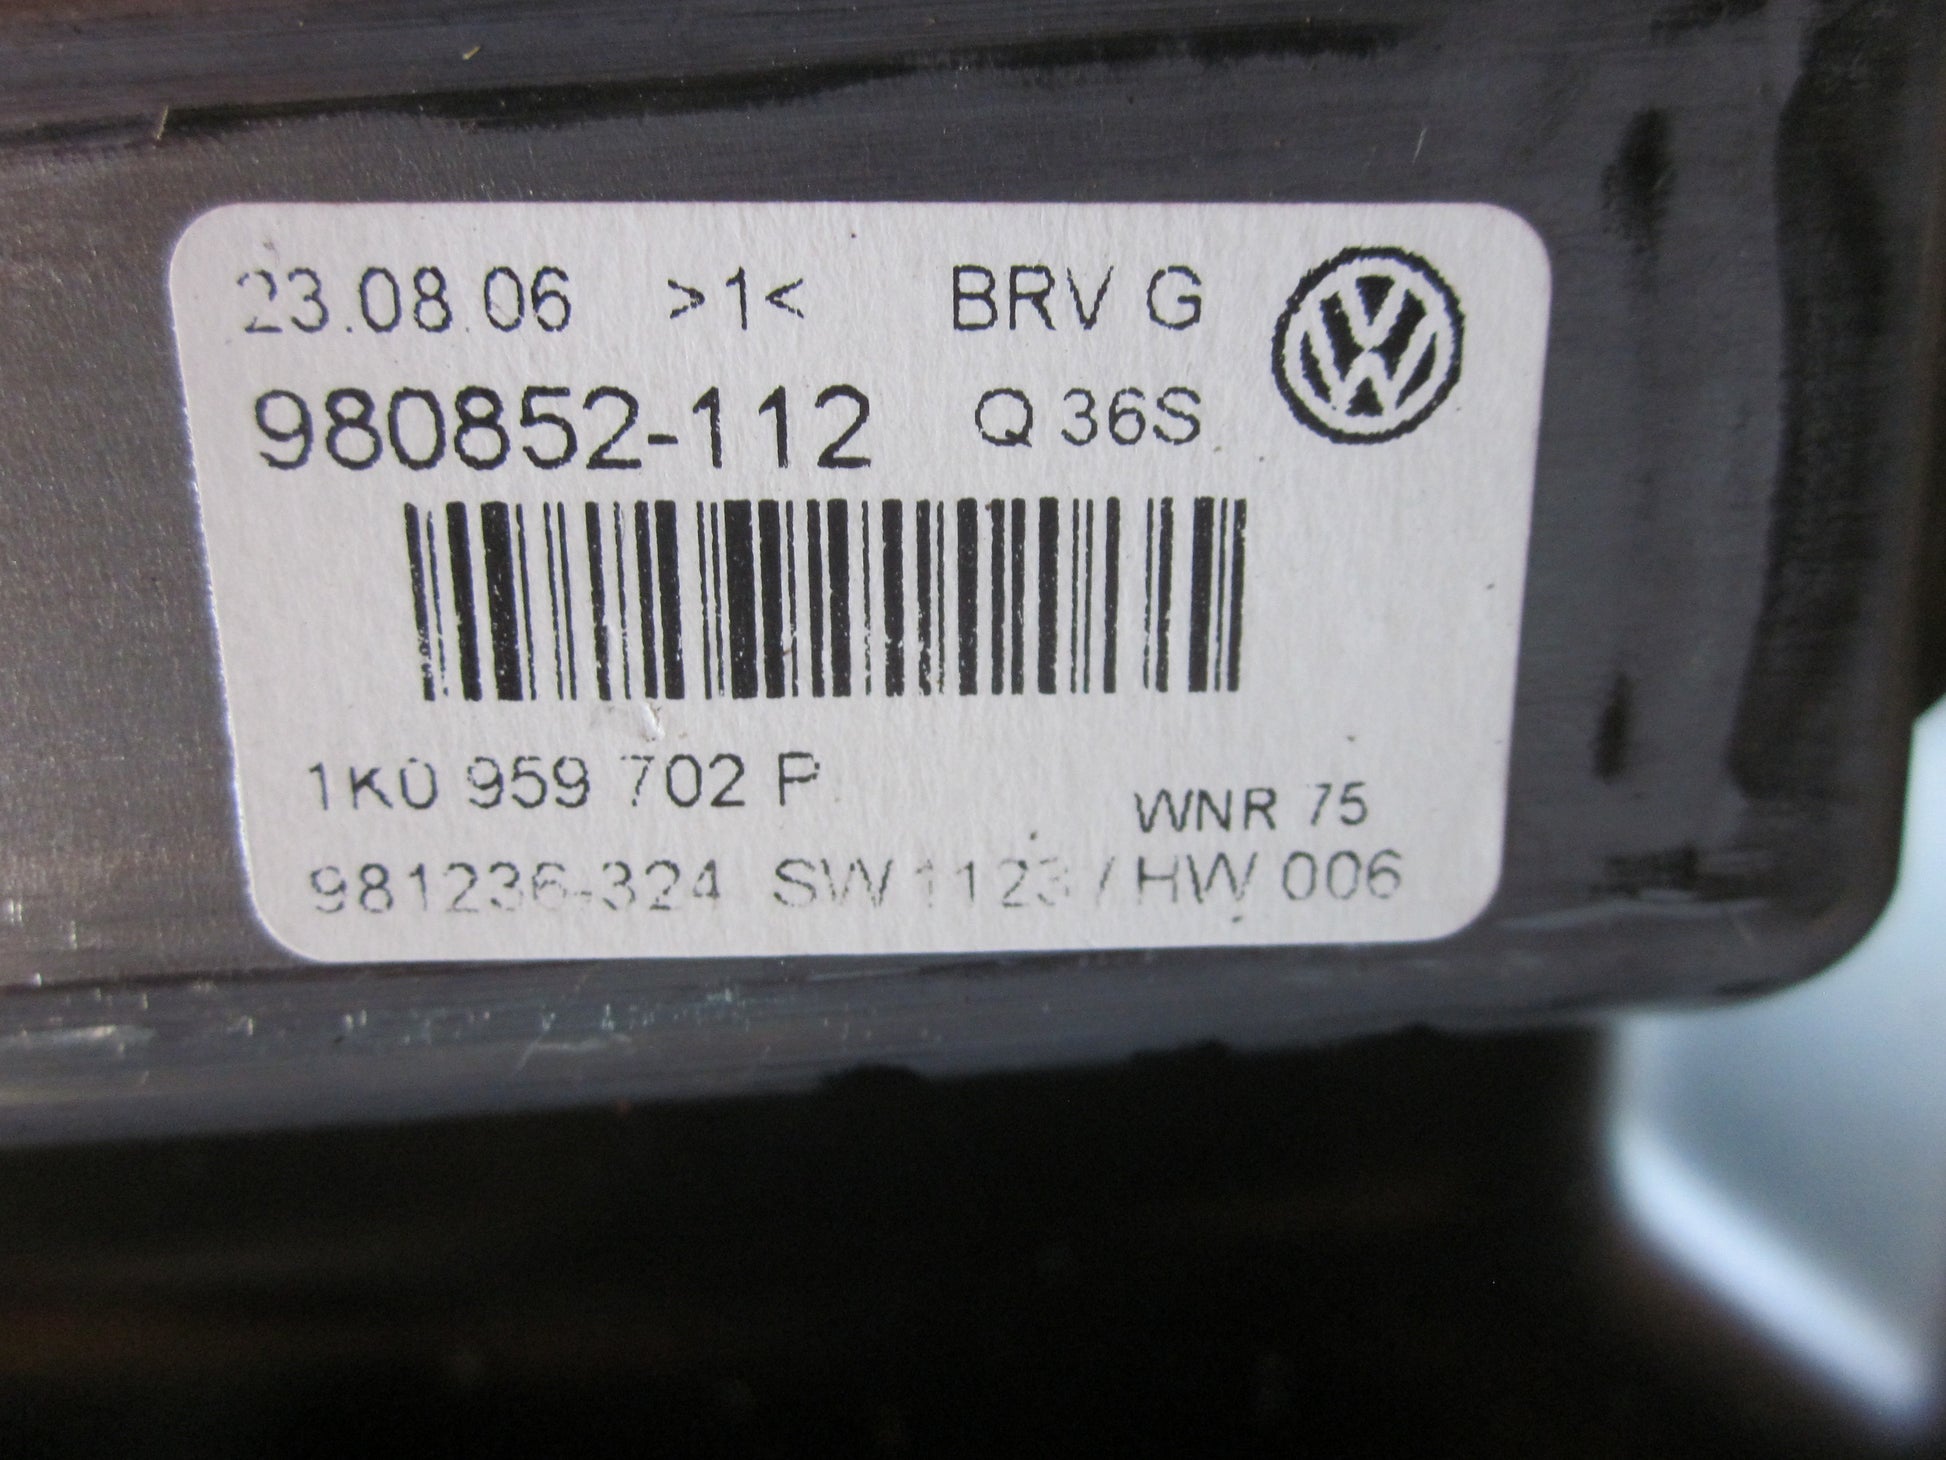 23.08.06 >1< BRV G
980852-112 Q 36S
1K0 959 702 P
WNR 75
981236-324 SW 1123 / HW 006